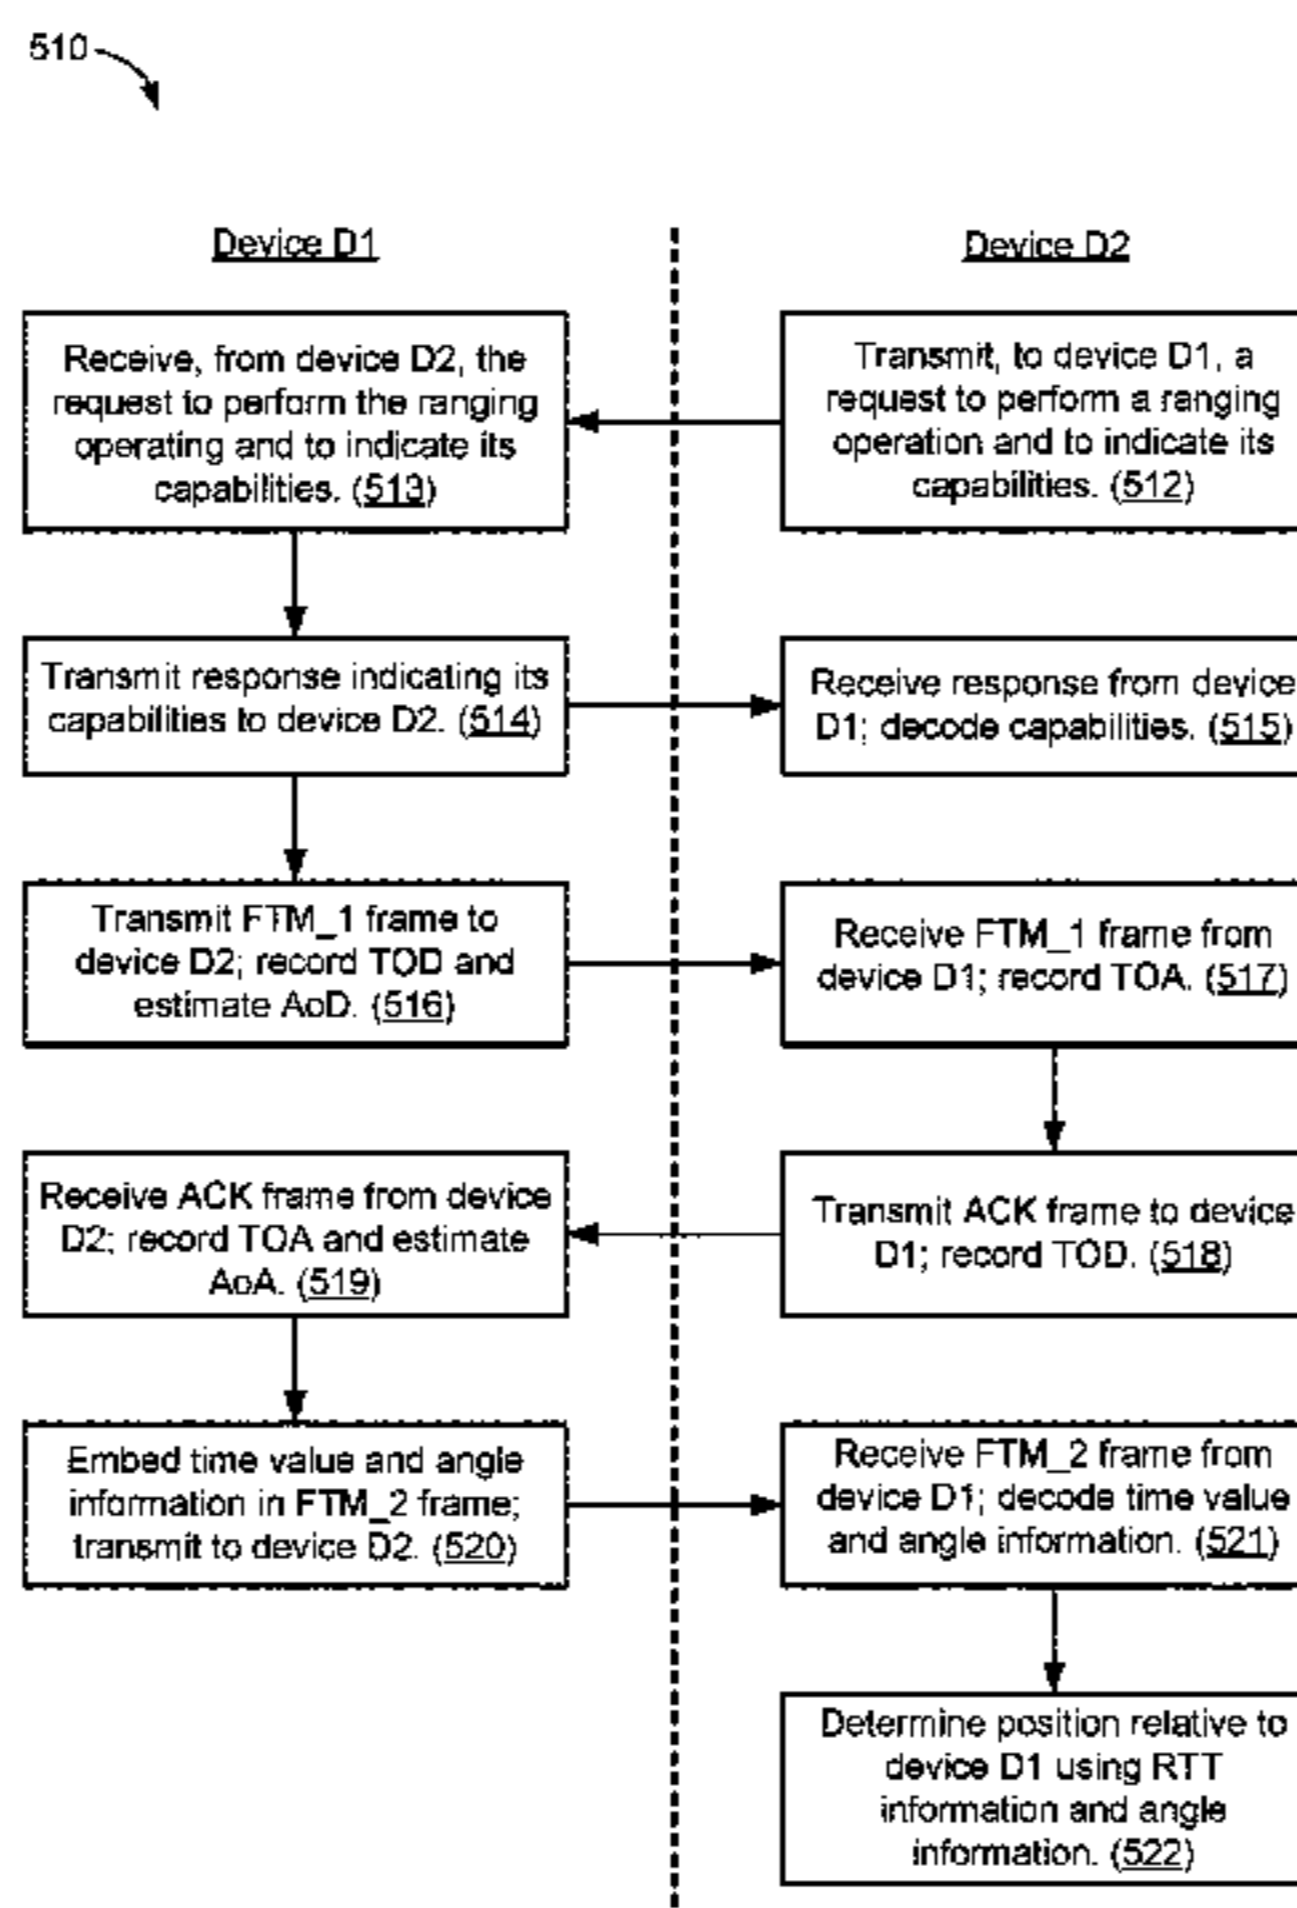 510
Device D1
Device D2
Receive, from device D2, the
request to perform the ranging
operating and to indicate its
capabilities. (513)
Transmit, to device D1, a
request to perform a ranging
operation and to indicate its
capabilities. (512)
Transmit response indicating its
capabilities to device D2. (514)
Receive response from device
D1; decode capabilities. (515)
Transmit FTM_1 frame to
device D2; record TOD and
estimate AoD. (516)
Receive FTM_1 frame from
device D1; record TOA. (517)
Receive ACK frame from device
D2; record TOA and estimate
AoA. (519)
Transmit ACK frame to device
D1; record TOD. (518)
Embed time value and angle
information in FTM_2 frame;
transmit to device D2. (520)
Receive FTM_2 frame from
device D1; decode time value
and angle information. (521)
Determine position relative to
device D1 using RTT
information and angle
information. (522)